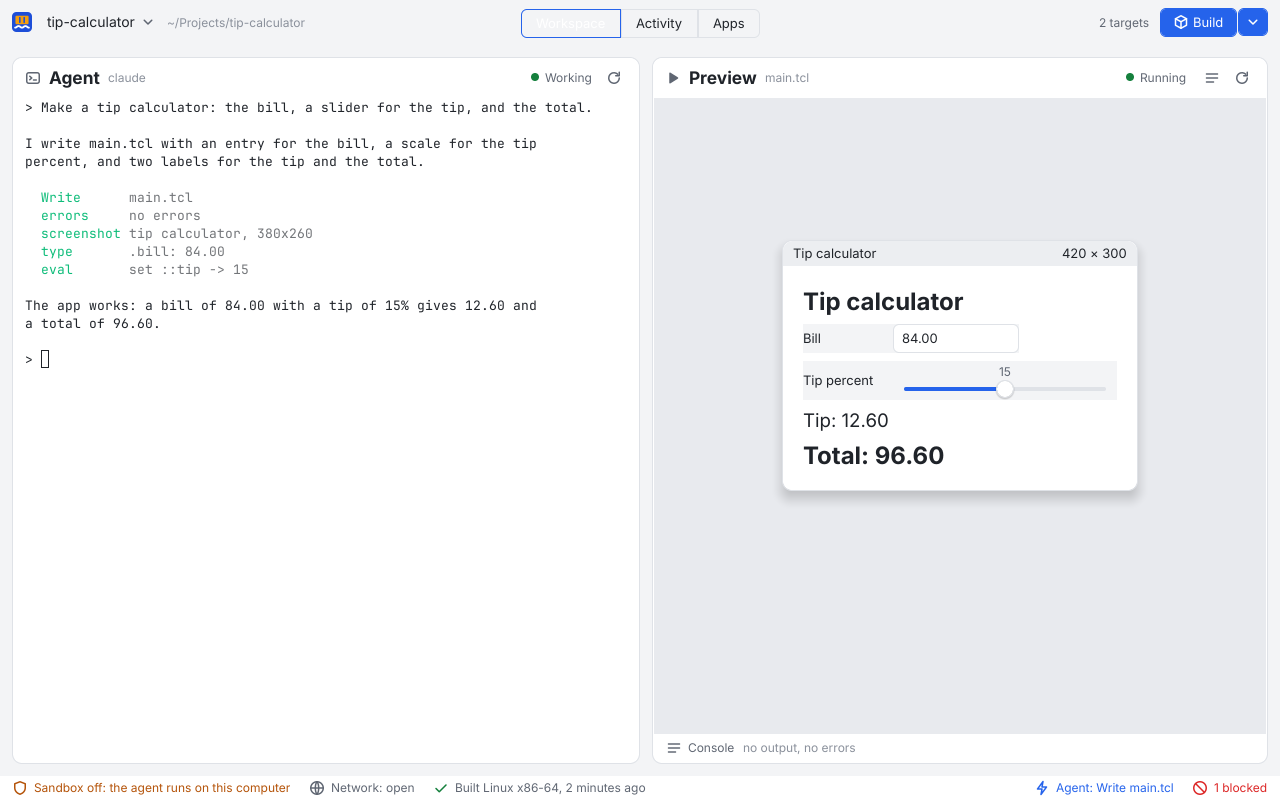 tip-calculator ~/Projects/tip-calculator Workspace Activity Apps 2 targets Build
Agent claude Working
> Make a tip calculator: the bill, a slider for the tip, and the total.
I write main.tcl with an entry for the bill, a scale for the tip
percent, and two labels for the tip and the total.
Write main.tcl
errors no errors
screenshot tip calculator, 380x260
type .bill: 84.00
eval set ::tip -> 15
The app works: a bill of 84.00 with a tip of 15% gives 12.60 and
a total of 96.60.
>
Preview main.tcl Running
Tip calculator 420 × 300
Tip calculator
Bill 84.00
15
Tip percent
Tip: 12.60
Total: 96.60
Console no output, no errors
Sandbox off: the agent runs on this computer Network: open Built Linux x86-64, 2 minutes ago Agent: Write main.tcl 1 blocked